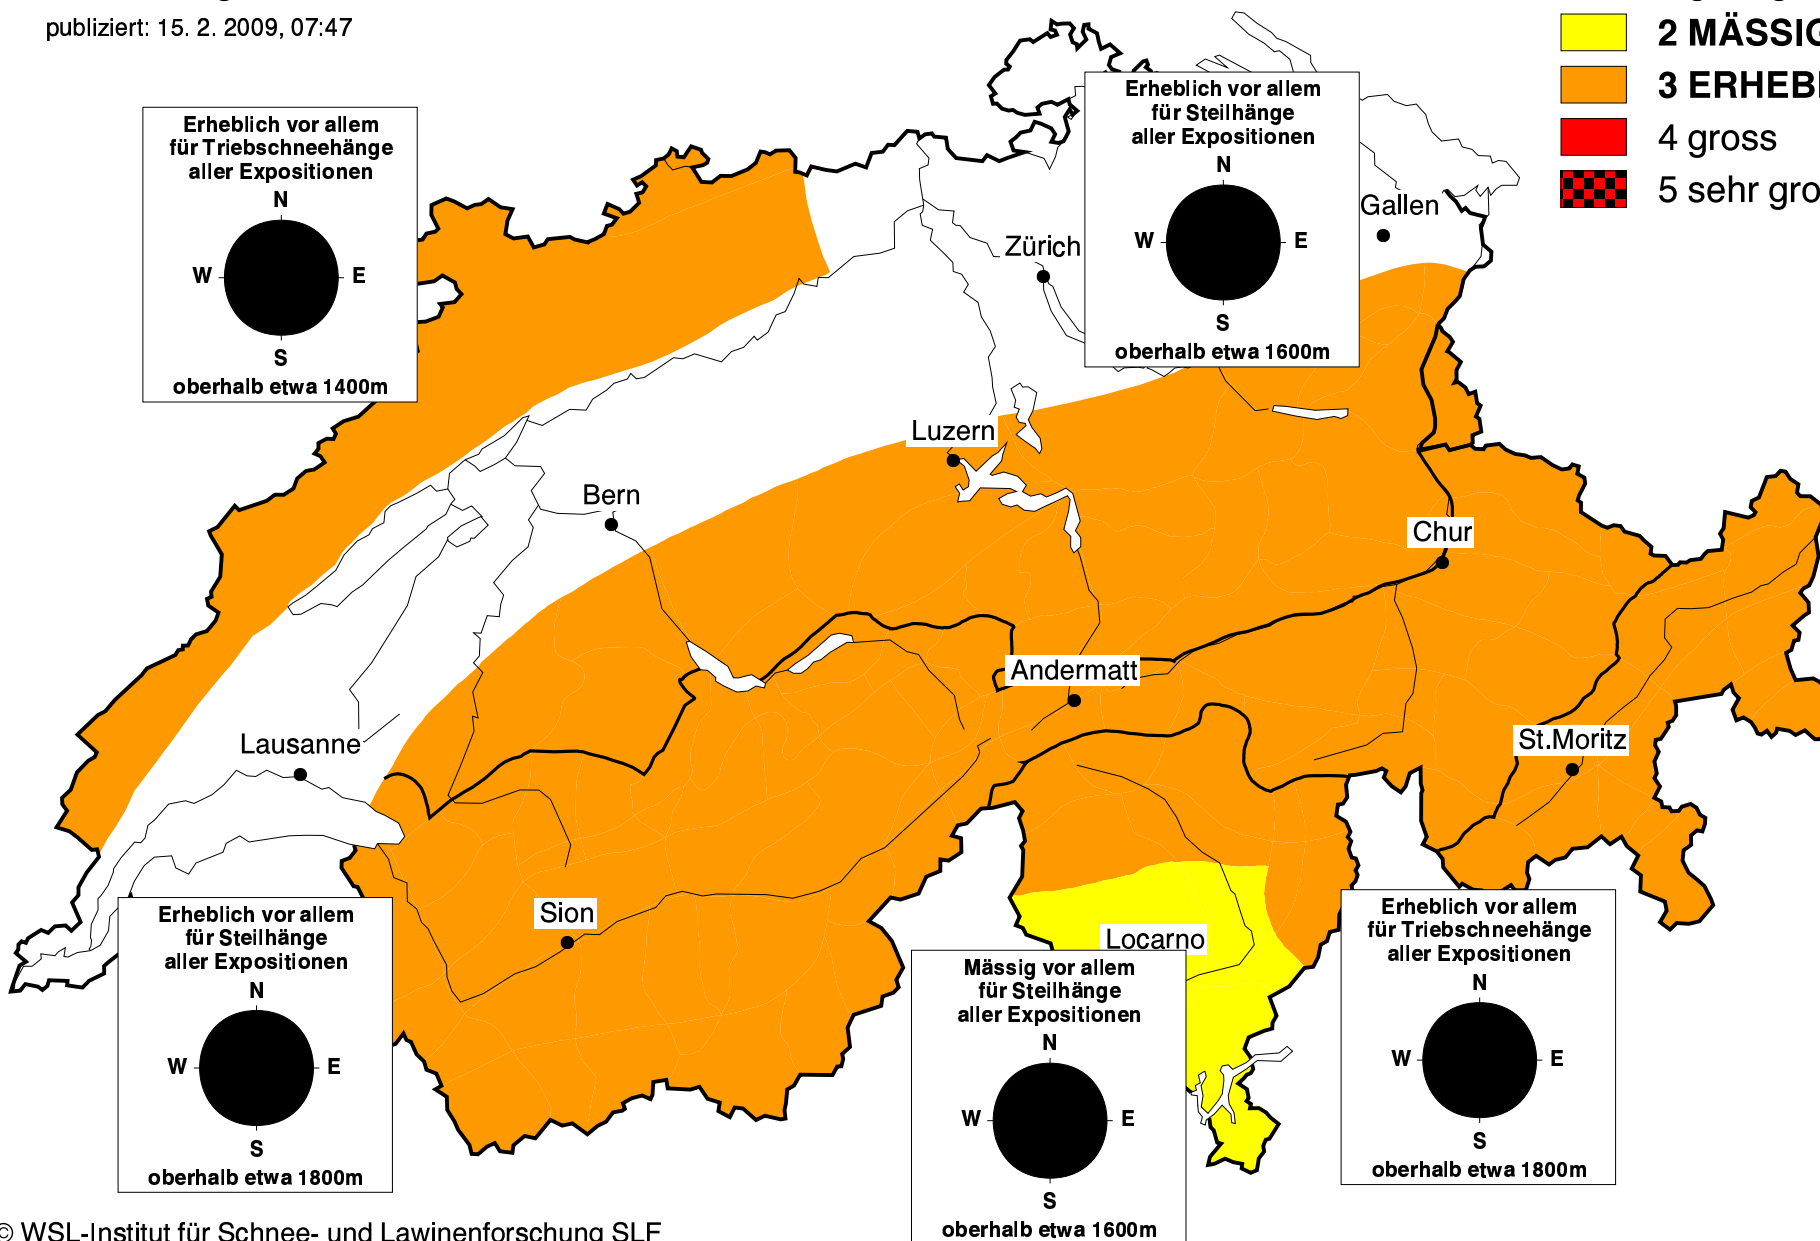 publiziert: 15. 2. 2009, 07:47
2 MÄSSIG
3 ERHEB
4 gross
5 sehr gro
Erheblich vor allem
für Triebschneehänge
aller Expositionen
N
W E
S
oberhalb etwa 1400m
Erheblich vor allem
für Steilhänge
aller Expositionen
N
W E
S
oberhalb etwa 1600m
Gallen
Zürich
Luzern
Bern
Chur
Andermatt
Lausanne
St.Moritz
Sion
Locarno
Erheblich vor allem
für Steilhänge
aller Expositionen
N
W E
S
oberhalb etwa 1800m
Mässig vor allem
für Steilhänge
aller Expositionen
N
W E
S
oberhalb etwa 1600m
Erheblich vor allem
für Triebschneehänge
aller Expositionen
N
W E
S
oberhalb etwa 1800m
© WSL-Institut für Schnee- und Lawinenforschung SLF